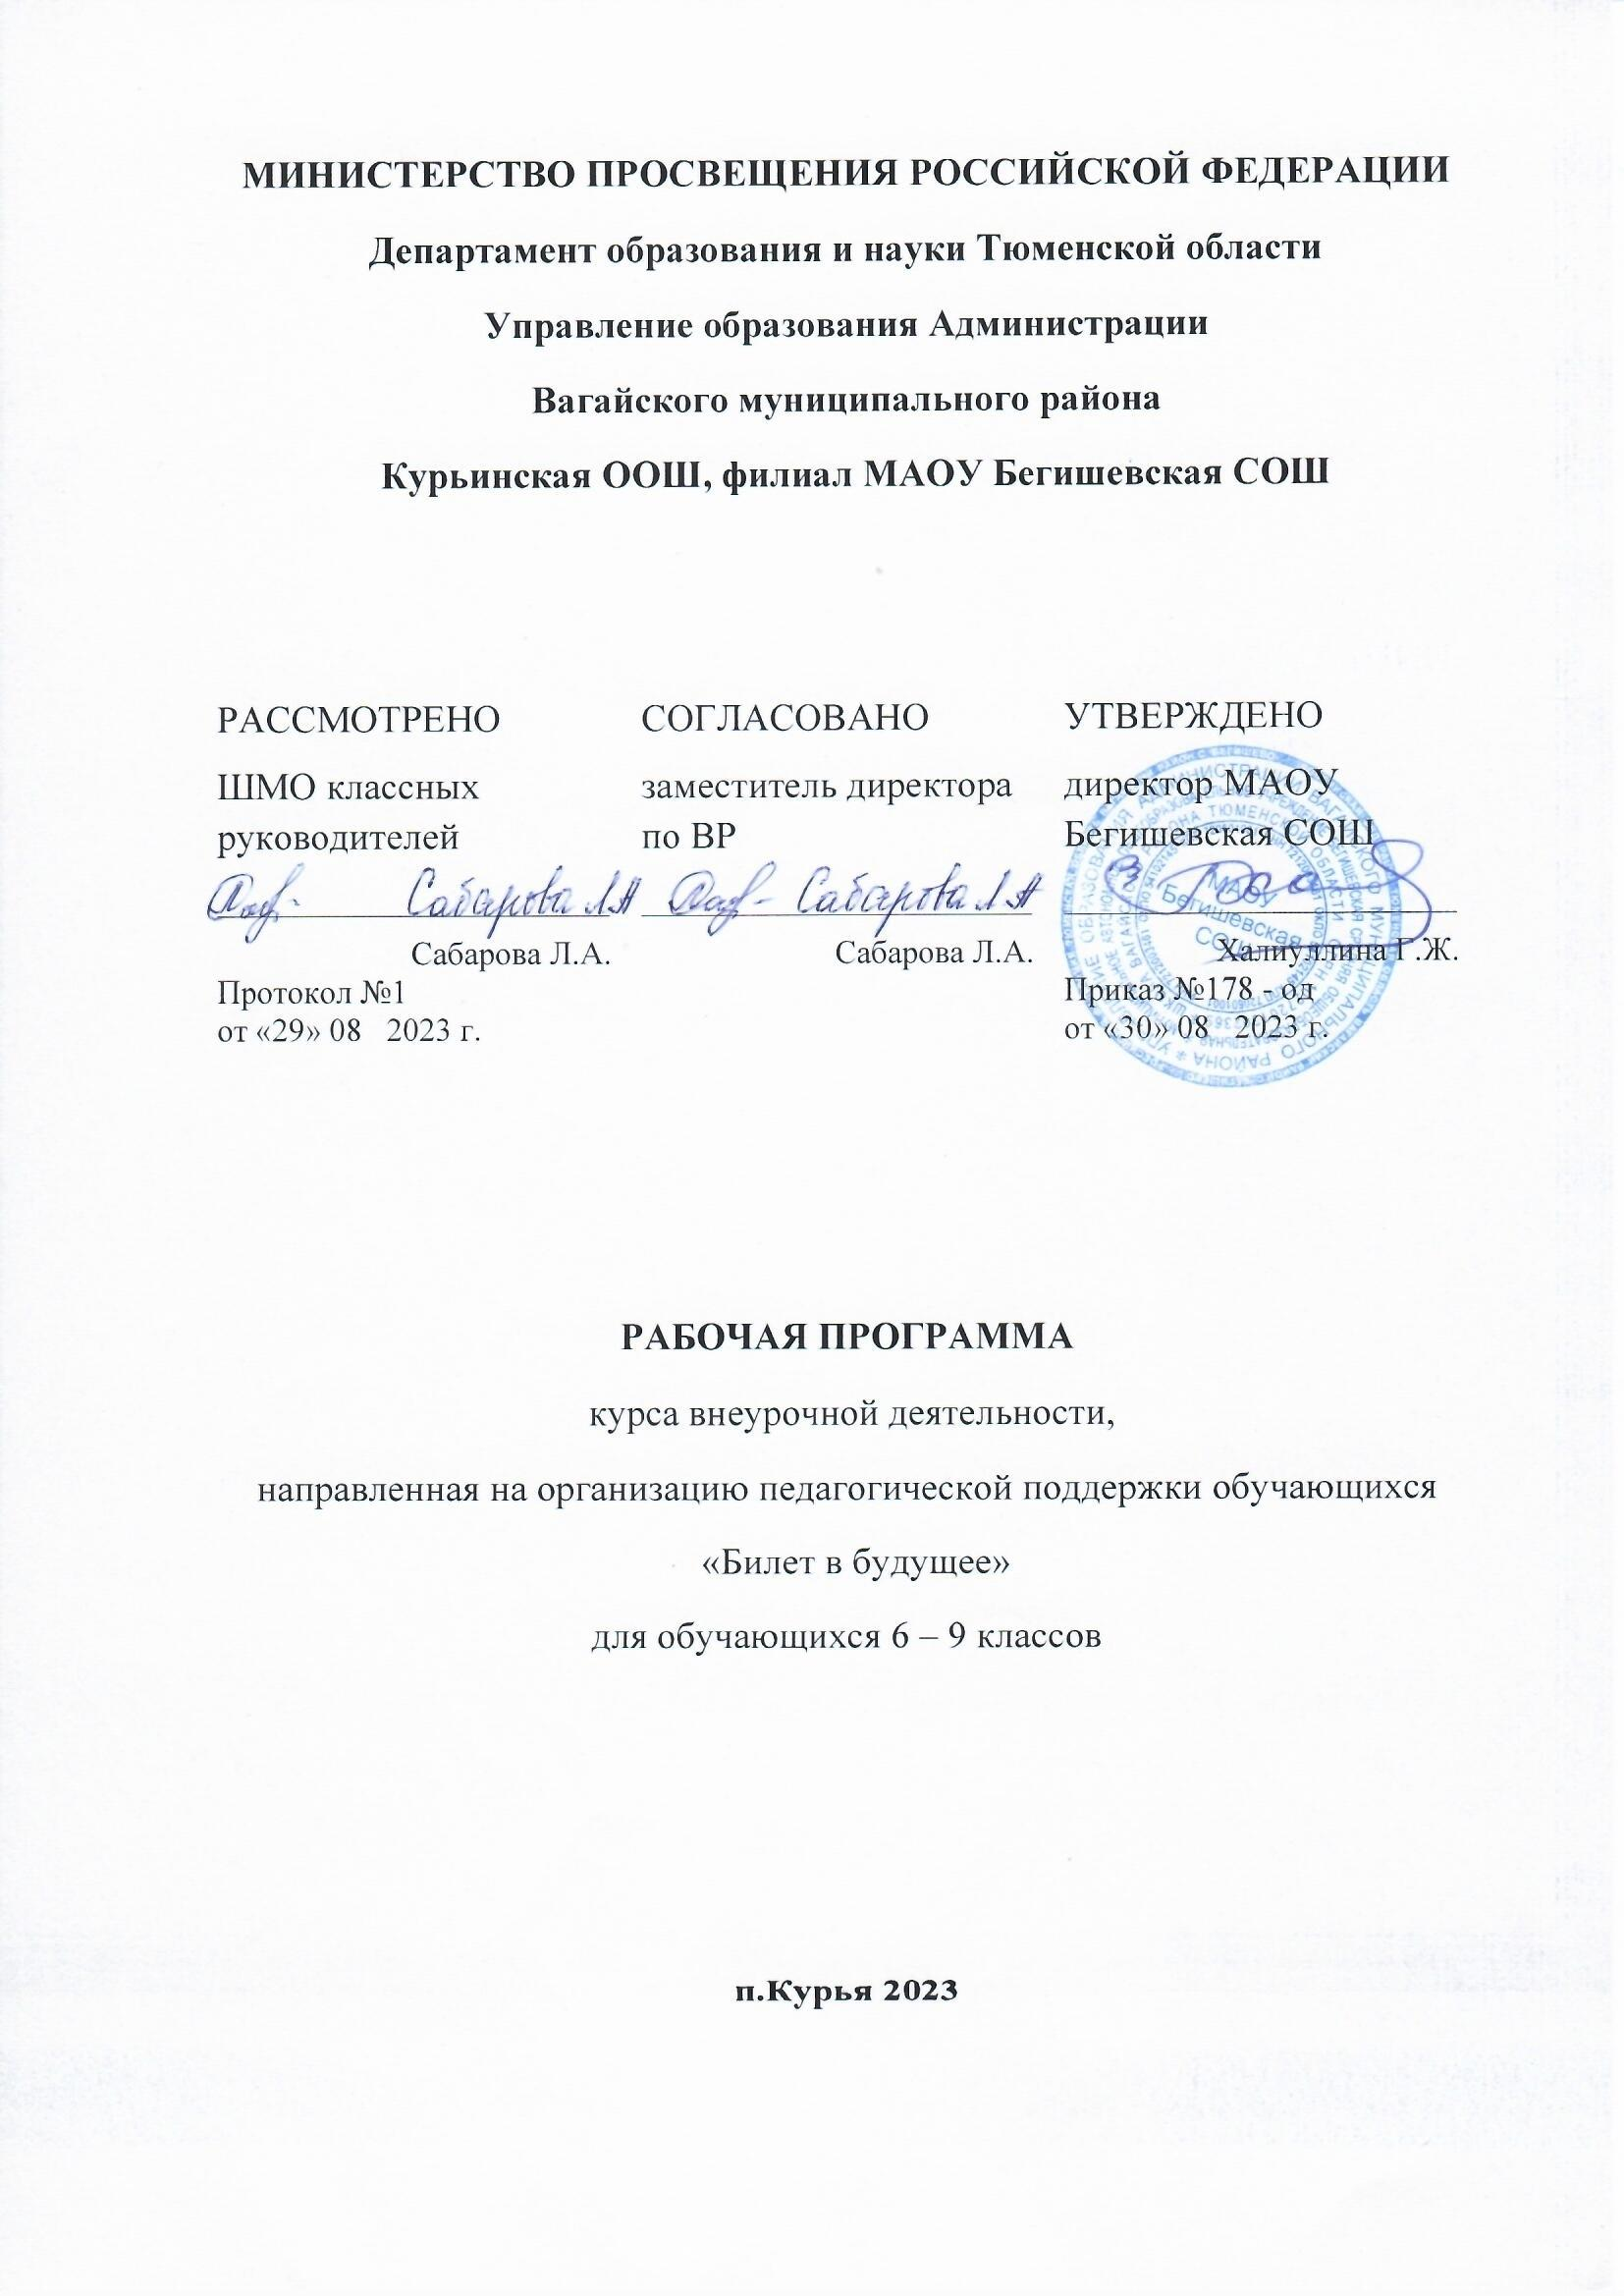 МИНИСТЕРСТВО ПРОСВЕЩЕНИЯ РОССИЙСКОЙ ФЕДЕРАЦИИ
Департамент образования и науки Тюменской области
Управление образования Администрации
Вагайского муниципального района
Курьинская ООШ, филиал МАОУ Бегишевская СОШ
РАССМОТРЕНО
ШМО классных
руководителей
Сабарова Л.А
Сабарова Л.А.
Протокол №1
от «29» 08 2023 г.
СОГЛАСОВАНО
заместитель директора
по ВР
Сабарова Л.А
Сабарова Л.А.
УТВЕРЖДЕНО
директор МАОУ
Бегишевская СОШ
Халиуллина Г.Ж.
Приказ №178 - од
от «30» 08 2023 г.
МАОУ
Бегишевская
СОШ
РАБОЧАЯ ПРОГРАММА
курса внеурочной деятельности,
направленная на организацию педагогической поддержки обучающихся
«Билет в будущее»
для обучающихся 6 – 9 классов
п.Курья 2023